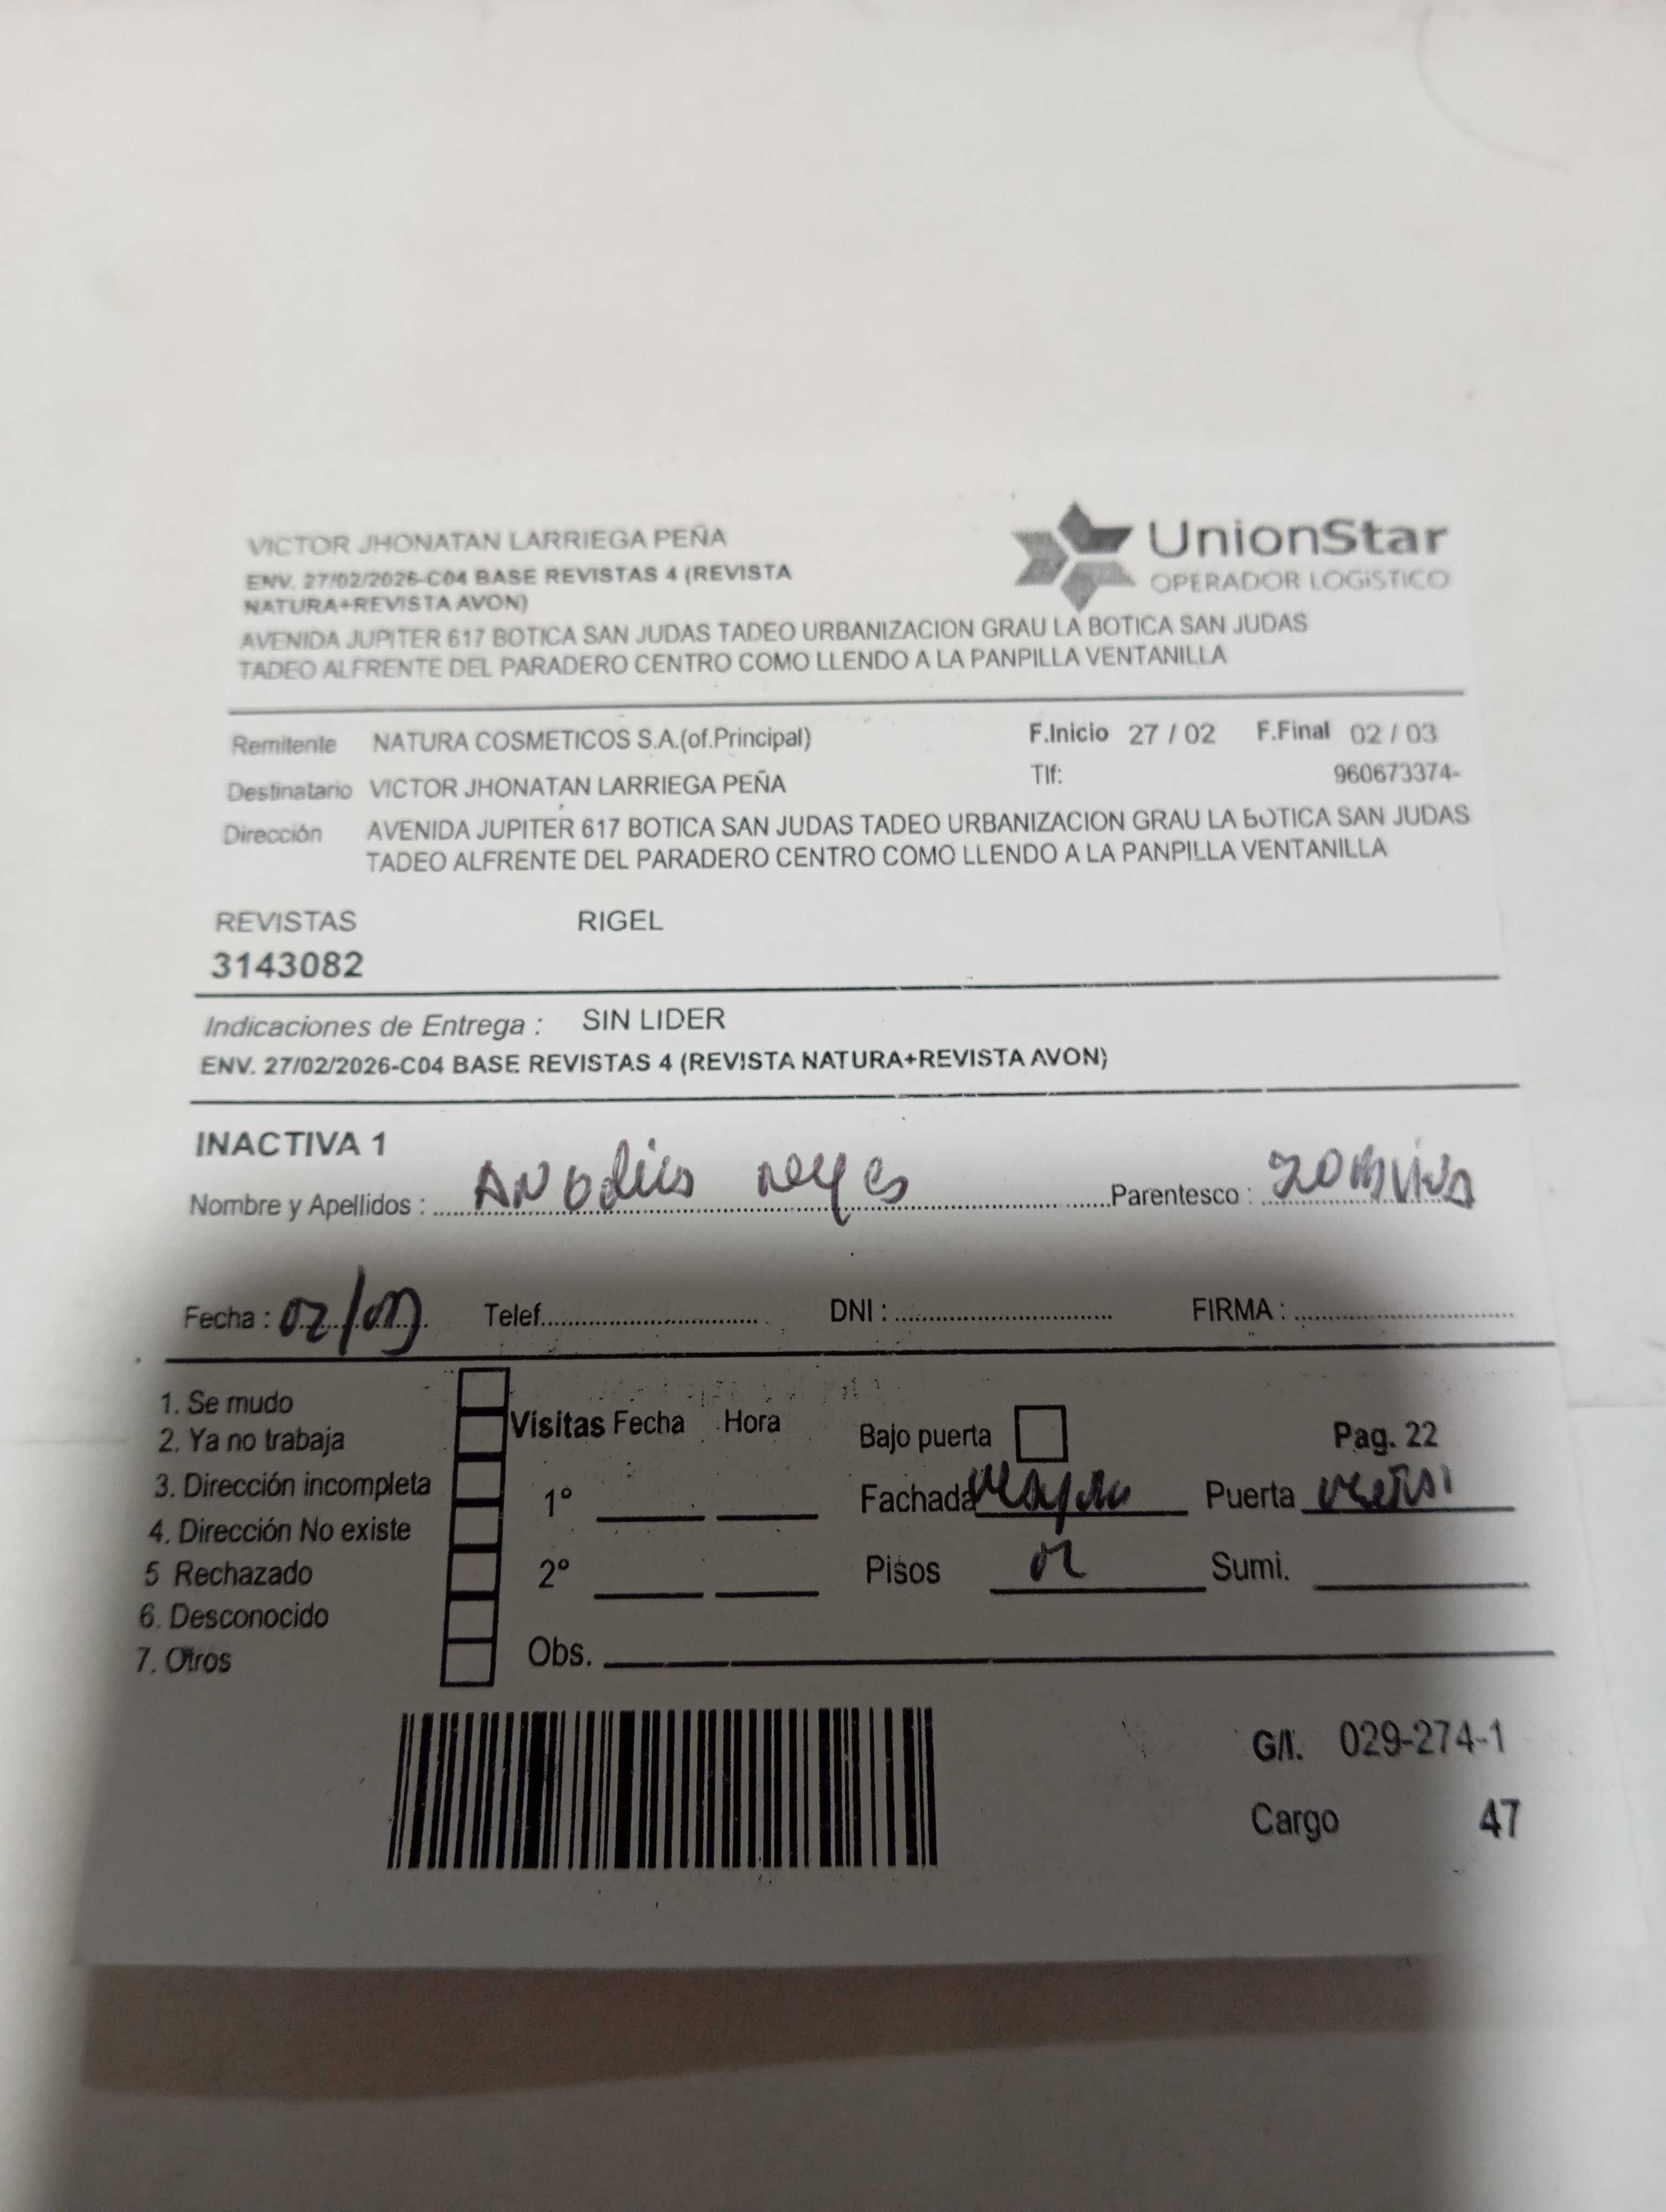 VICTOR JHONATAN LARRIEGA PEÑA
ENV. 27/02/2026-C04 BASE REVISTAS 4 (REVISTA
NATURA+REVISTA AVON)
UnionStar
OPERADOR LOGÍSTICO
AVENIDA JUPITER 617 BOTICA SAN JUDAS TADEO URBANIZACION GRAU LA BOTICA SAN JUDAS
TADEO ALFRENTE DEL PARADERO CENTRO COMO LLENDO A LA PANPILLA VENTANILLA
Remitente NATURA COSMETICOS S.A.(of.Principal) F.Inicio 27 / 02 F.Final 02 / 03
Destinatario VICTOR JHONATAN LARRIEGA PEÑA Tlf: 960673374-
Dirección AVENIDA JUPITER 617 BOTICA SAN JUDAS TADEO URBANIZACION GRAU LA BOTICA SAN JUDAS
TADEO ALFRENTE DEL PARADERO CENTRO COMO LLENDO A LA PANPILLA VENTANILLA
REVISTAS RIGEL
3143082
Indicaciones de Entrega : SIN LIDER
ENV. 27/02/2026-C04 BASE REVISTAS 4 (REVISTA NATURA+REVISTA AVON)
INACTIVA 1
Nombre y Apellidos : reyes Parentesco :
Fecha : 02/03 Telef. DNI : FIRMA :
1. Se mudo
2. Ya no trabaja
3. Dirección incompleta
4. Dirección No existe
5 Rechazado
6. Desconocido
7. Otros
Visitas Fecha Hora
1º
2º
Obs.
Bajo puerta Pag. 22
Fachada Puerta
Pisos 02 Sumi.
G/I. 029-274-1
Cargo 47